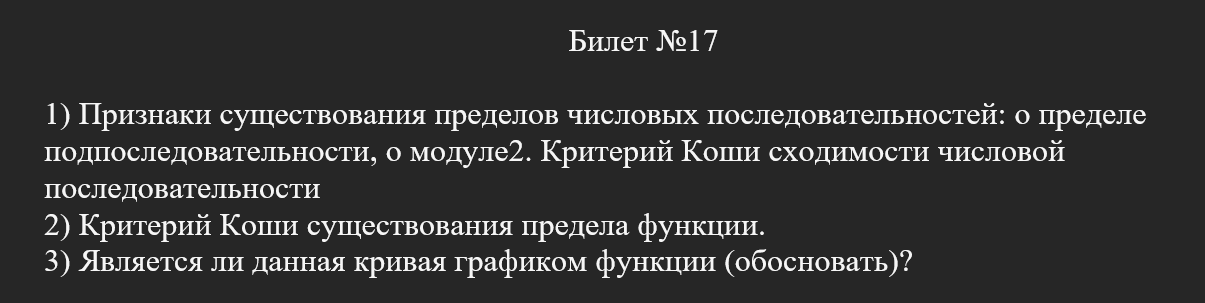 Билет №17
1) Признаки существования пределов числовых последовательностей: о пределе
подпоследовательности, о модуле2. Критерий Коши сходимости числовой
последовательности
2) Критерий Коши существования предела функции.
3) Является ли данная кривая графиком функции (обосновать)?